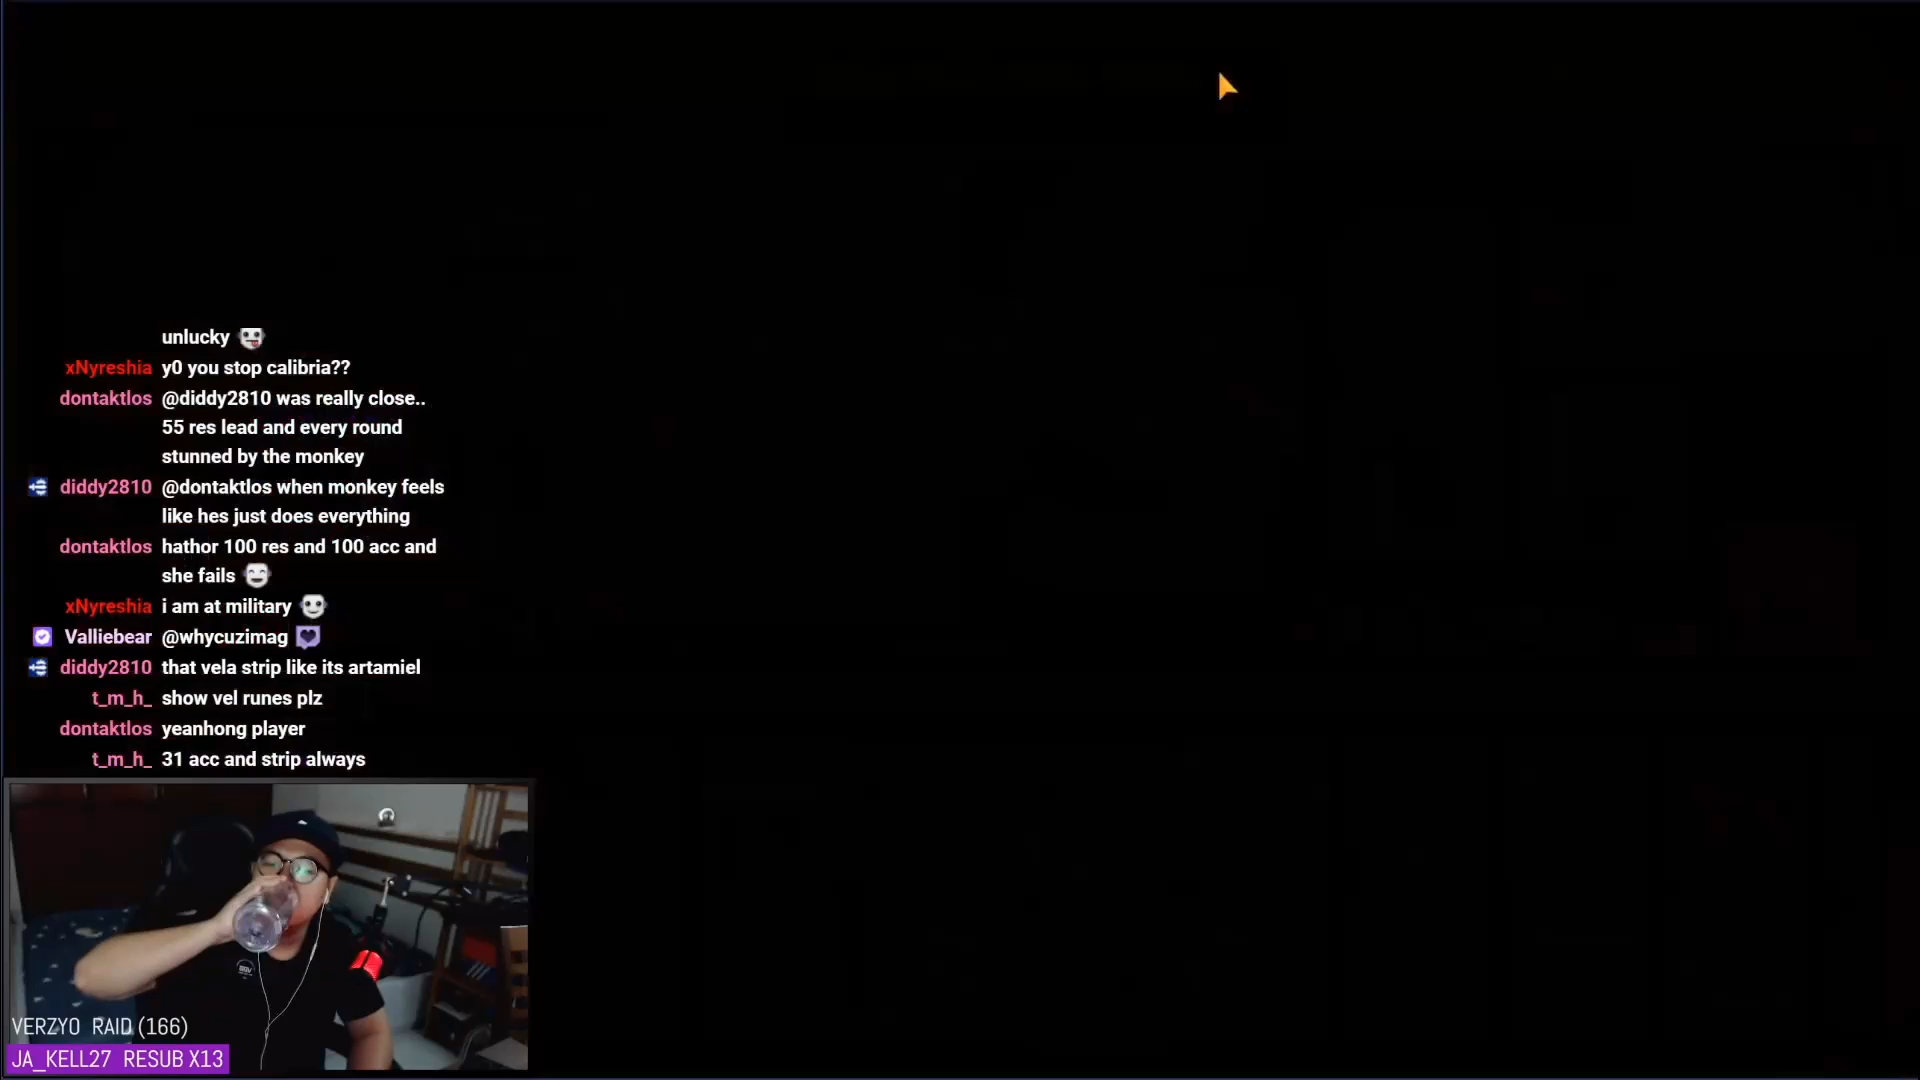 unlucky
xNyreshia y0 you stop calibria??
dontaktlos @diddy2810 was really close..
55 res lead and every round
stunned by the monkey
diddy2810 @dontaktlos when monkey feels
like hes just does everything
dontaktlos hathor 100 res and 100 acc and
she fails
xNyreshia i am at military
Valliebear @whycuzimag
diddy2810 that vela strip like its artamiel
t_m_h_ show vel runes plz
dontaktlos yeanhong player
t_m_h_ 31 acc and strip always
VERZYO RAID (166)
JA_KELL27 RESUB X13